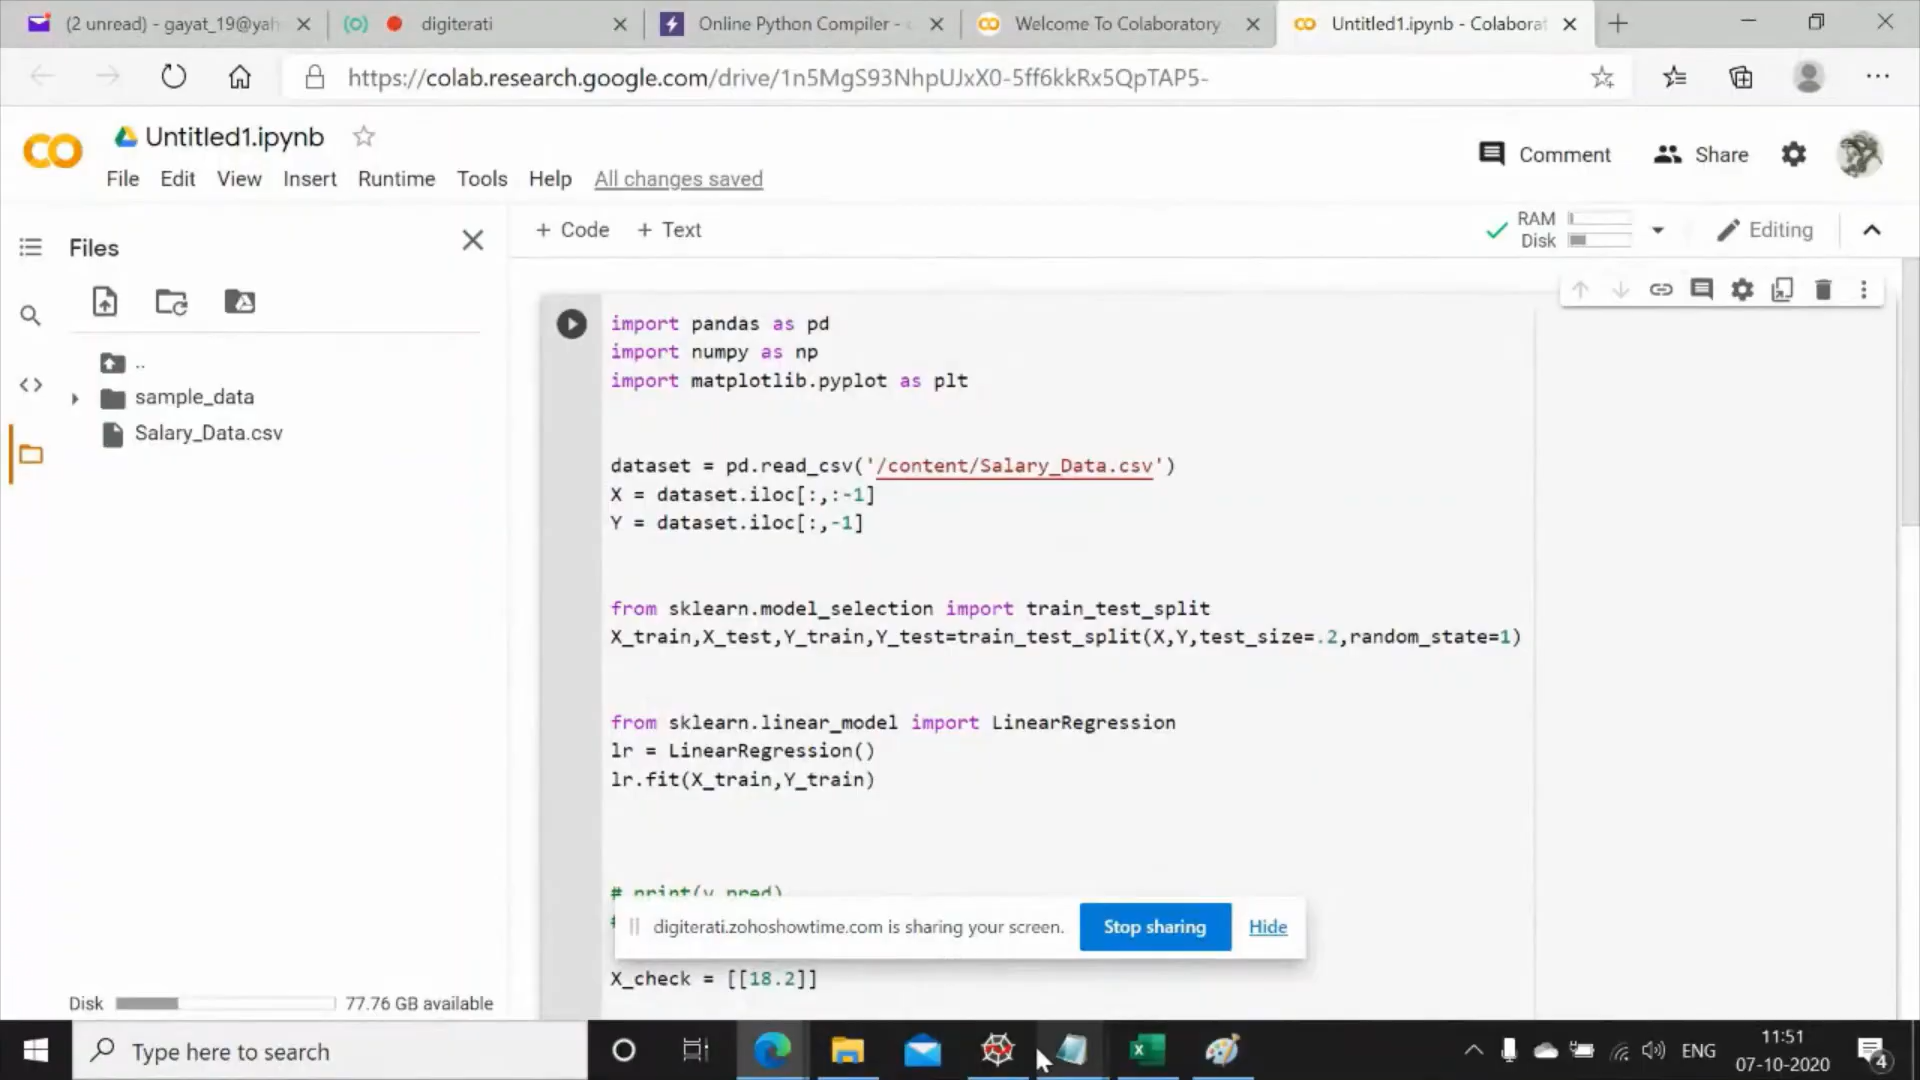 (2 unread) - gayat_19@yah
digiterati
Online Python Compiler - 
Welcome To Colaboratory
Untitled1.ipynb - Colaborat
https://colab.research.google.com/drive/1n5MgS93NhpUJxX0-5ff6kkRx5QpTAP5-
Untitled1.ipynb
Comment
Share
File Edit View Insert Runtime Tools Help All changes saved
Files
+ Code + Text
RAM
Disk
Editing
..
sample_data
Salary_Data.csv
import pandas as pd
import numpy as np
import matplotlib.pyplot as plt
dataset = pd.read_csv('/content/Salary_Data.csv')
X = dataset.iloc[:,:-1]
Y = dataset.iloc[:,-1]
from sklearn.model_selection import train_test_split
X_train,X_test,Y_train,Y_test=train_test_split(X,Y,test_size=.2,random_state=1)
from sklearn.linear_model import LinearRegression
lr = LinearRegression()
lr.fit(X_train,Y_train)
# print(y_pred)
digiterati.zohoshowtime.com is sharing your screen. Stop sharing Hide
X_check = [[18.2]]
Disk 77.76 GB available
Type here to search
ENG
11:51
07-10-2020
4